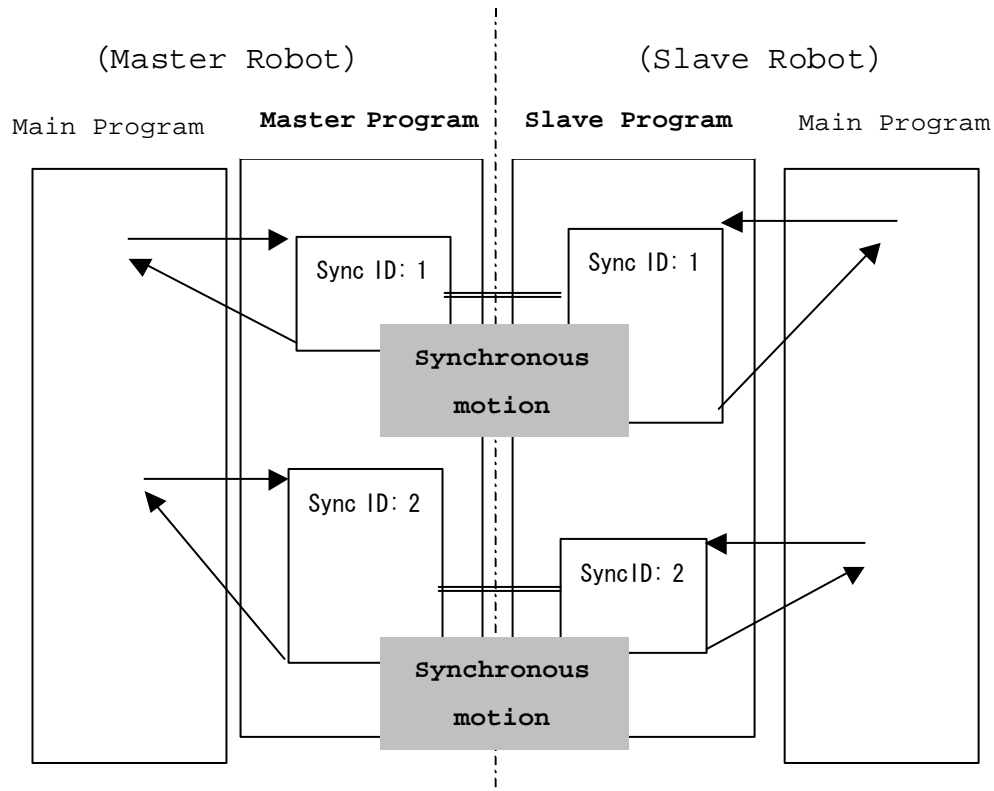 (Master Robot)
(Slave Robot)
Main Program
Master Program
Slave Program
Main Program
Sync ID: 1
Sync ID: 1
Synchronous
motion
Sync ID: 2
SyncID: 2
Synchronous
motion